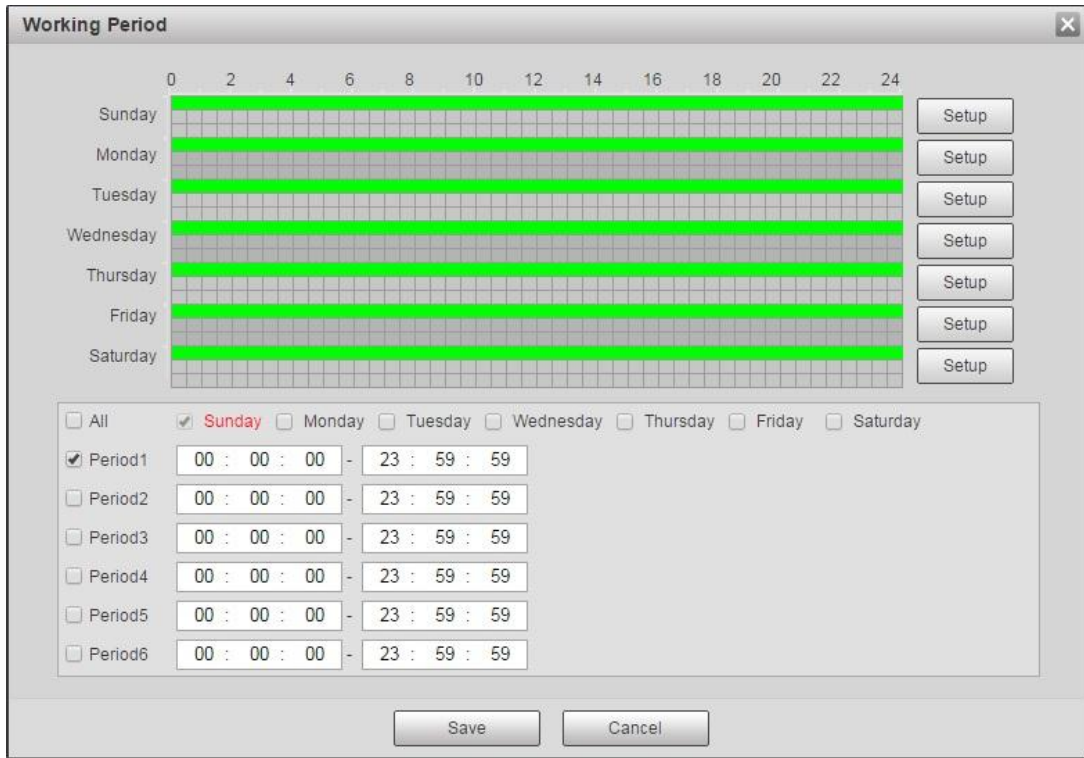 Working Period
0 2 4 6 8 10 12 14 16 18 20 22 24
Sunday Setup
Monday Setup
Tuesday Setup
Wednesday Setup
Thursday Setup
Friday Setup
Saturday Setup
All Sunday Monday Tuesday Wednesday Thursday Friday Saturday
Period1 00 : 00 : 00 - 23 : 59 : 59
Period2 00 : 00 : 00 - 23 : 59 : 59
Period3 00 : 00 : 00 - 23 : 59 : 59
Period4 00 : 00 : 00 - 23 : 59 : 59
Period5 00 : 00 : 00 - 23 : 59 : 59
Period6 00 : 00 : 00 - 23 : 59 : 59
Save Cancel